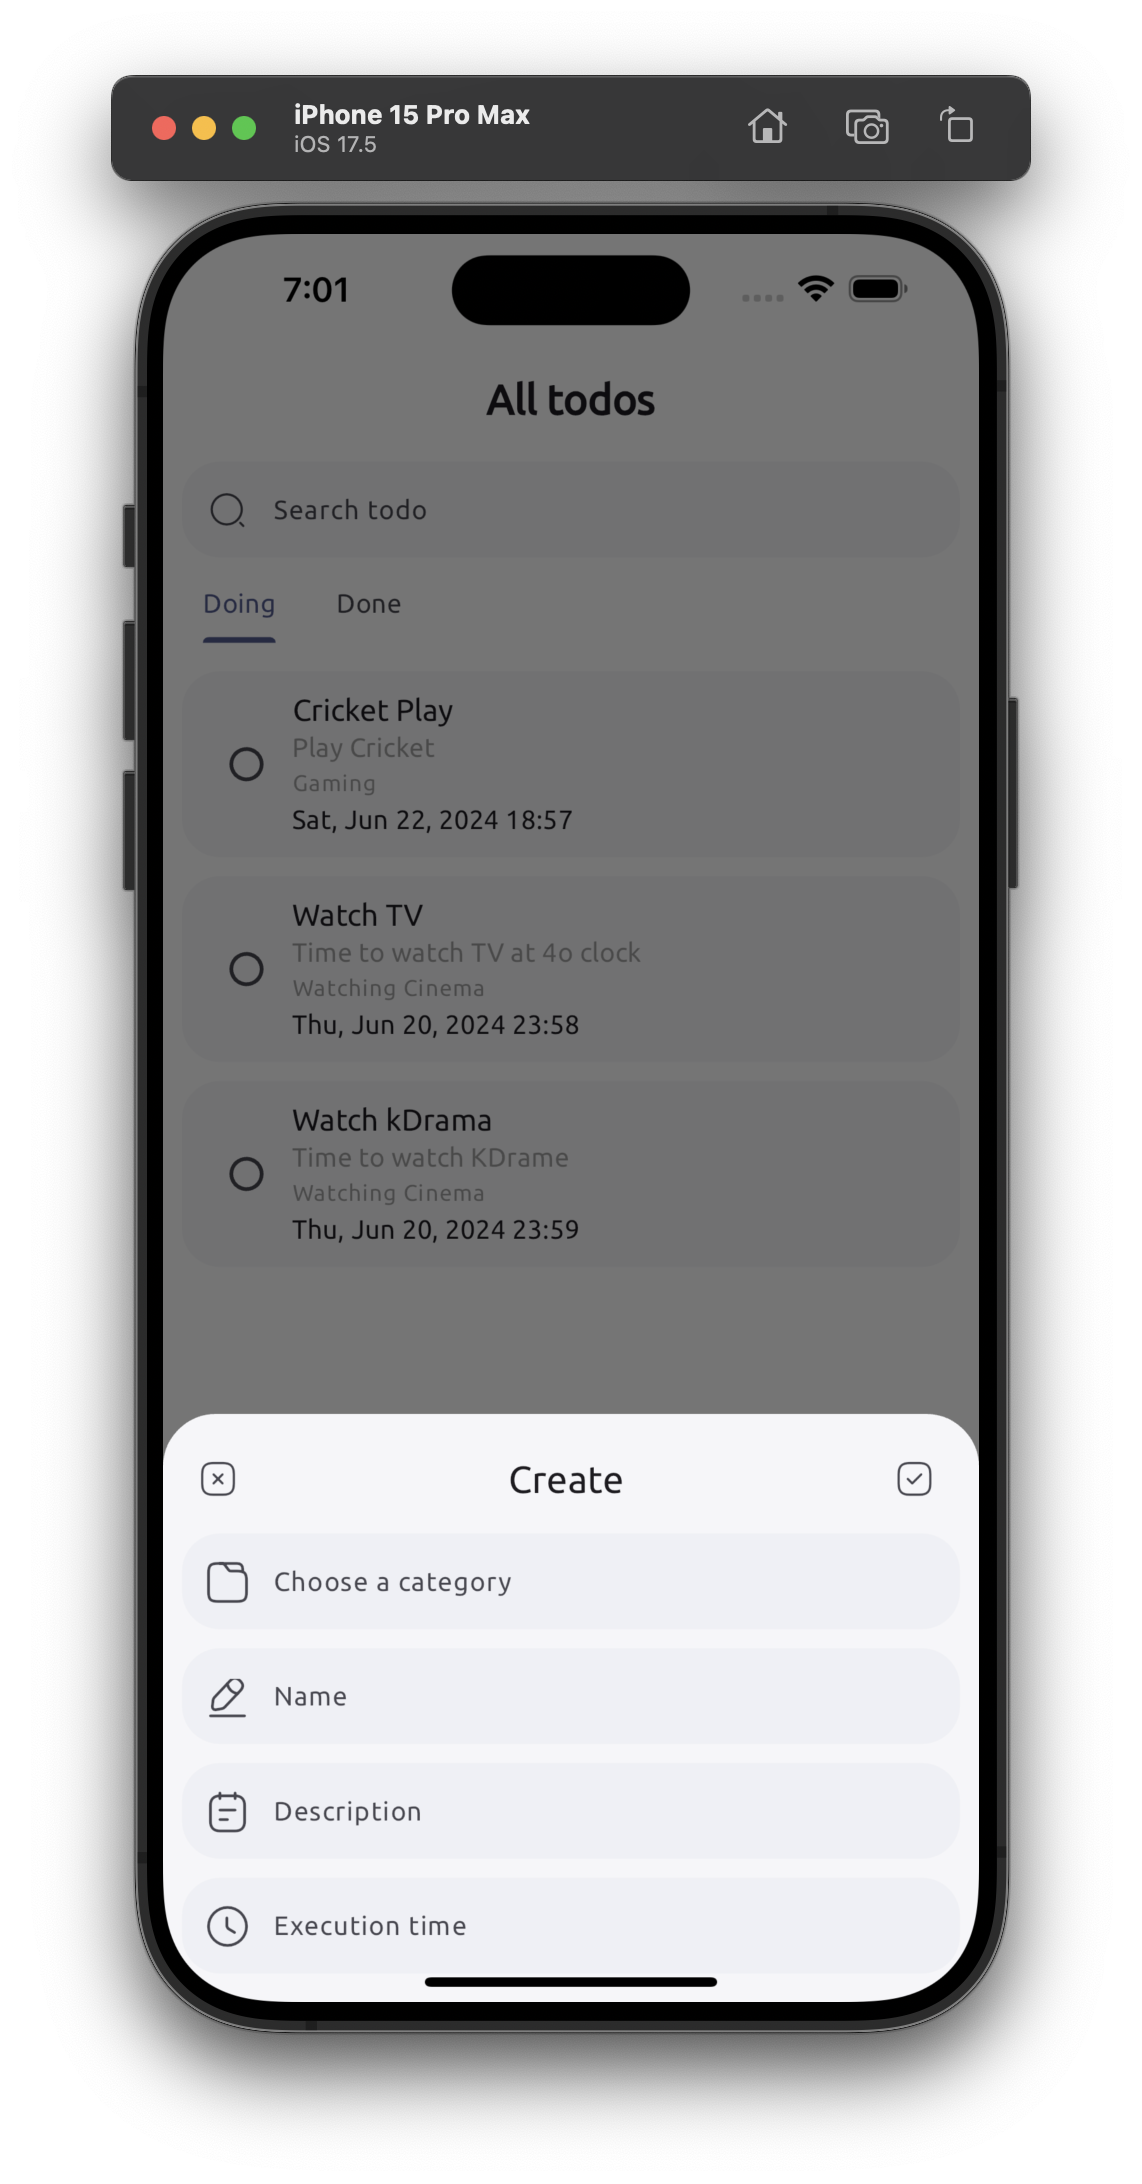 iPhone 15 Pro Max
iOS 17.5
7:01
All todos
Search todo
Doing Done
Cricket Play
Play Cricket
Gaming
Sat, Jun 22, 2024 18:57
Watch TV
Time to watch TV at 4o clock
Watching Cinema
Thu, Jun 20, 2024 23:58
Watch kDrama
Time to watch KDrame
Watching Cinema
Thu, Jun 20, 2024 23:59
Create
Choose a category
Name
Description
Execution time